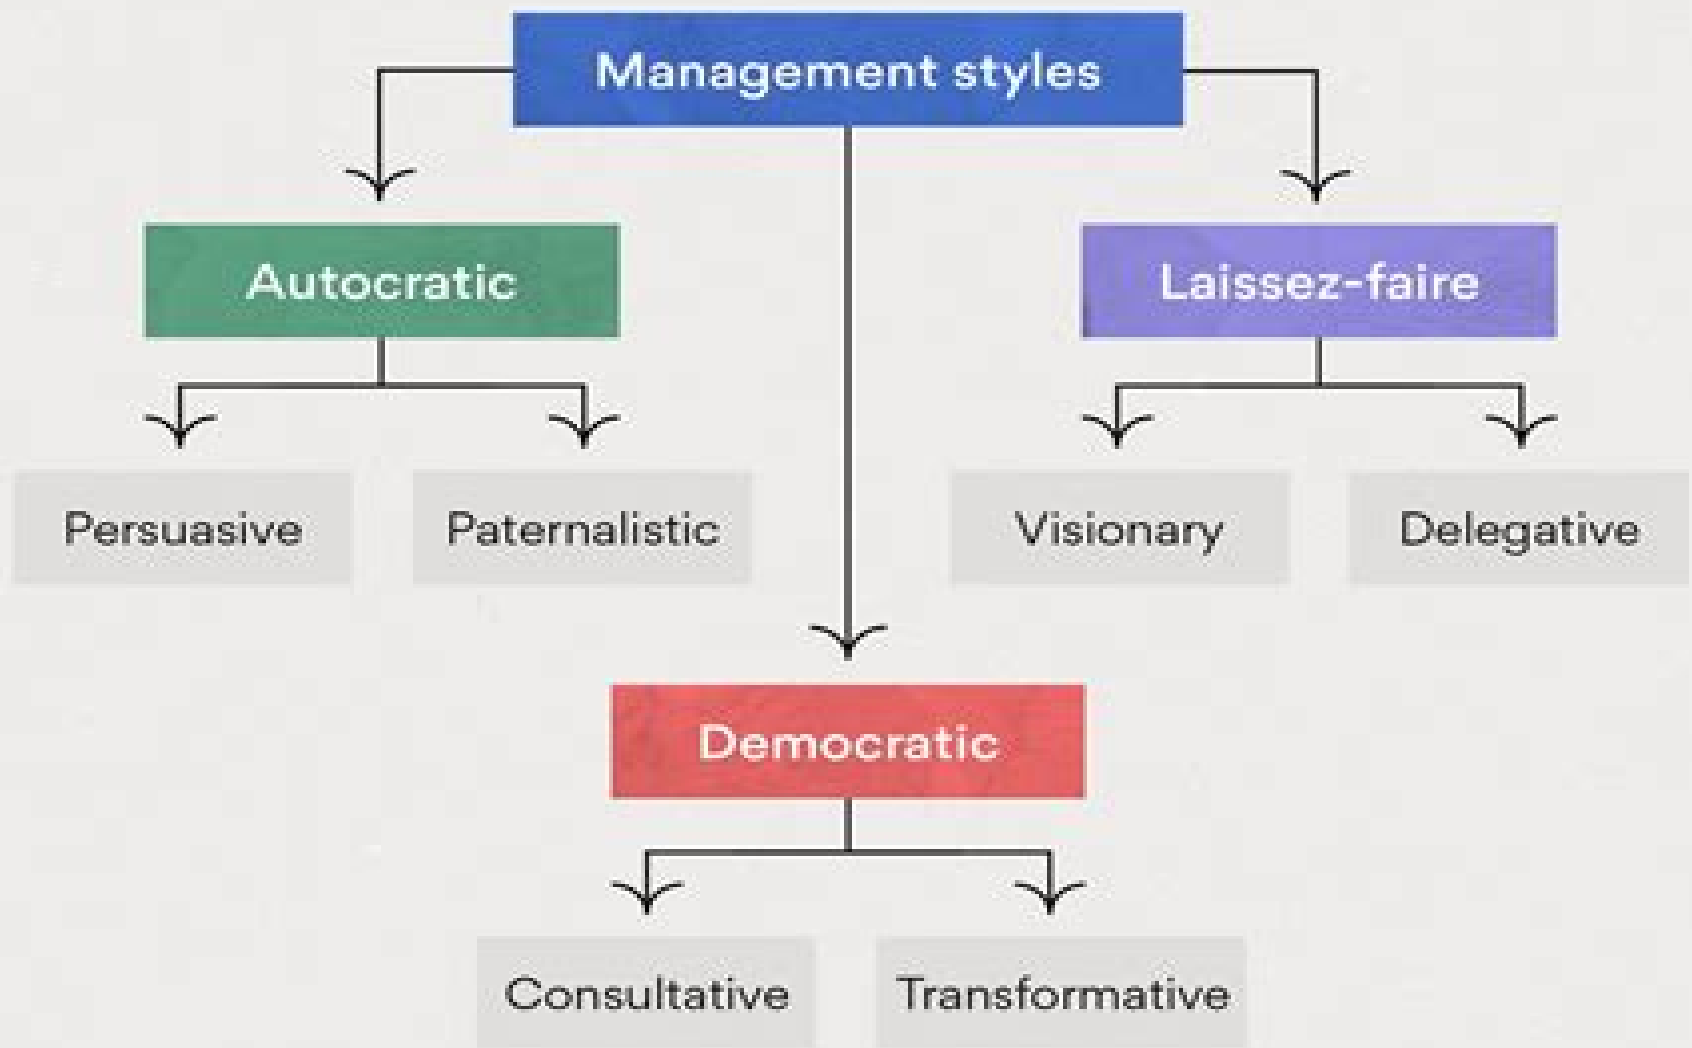 Management styles
Autocratic
Laissez-faire
Persuasive
Paternalistic
Visionary
Delegative
Democratic
Consultative
Transformative